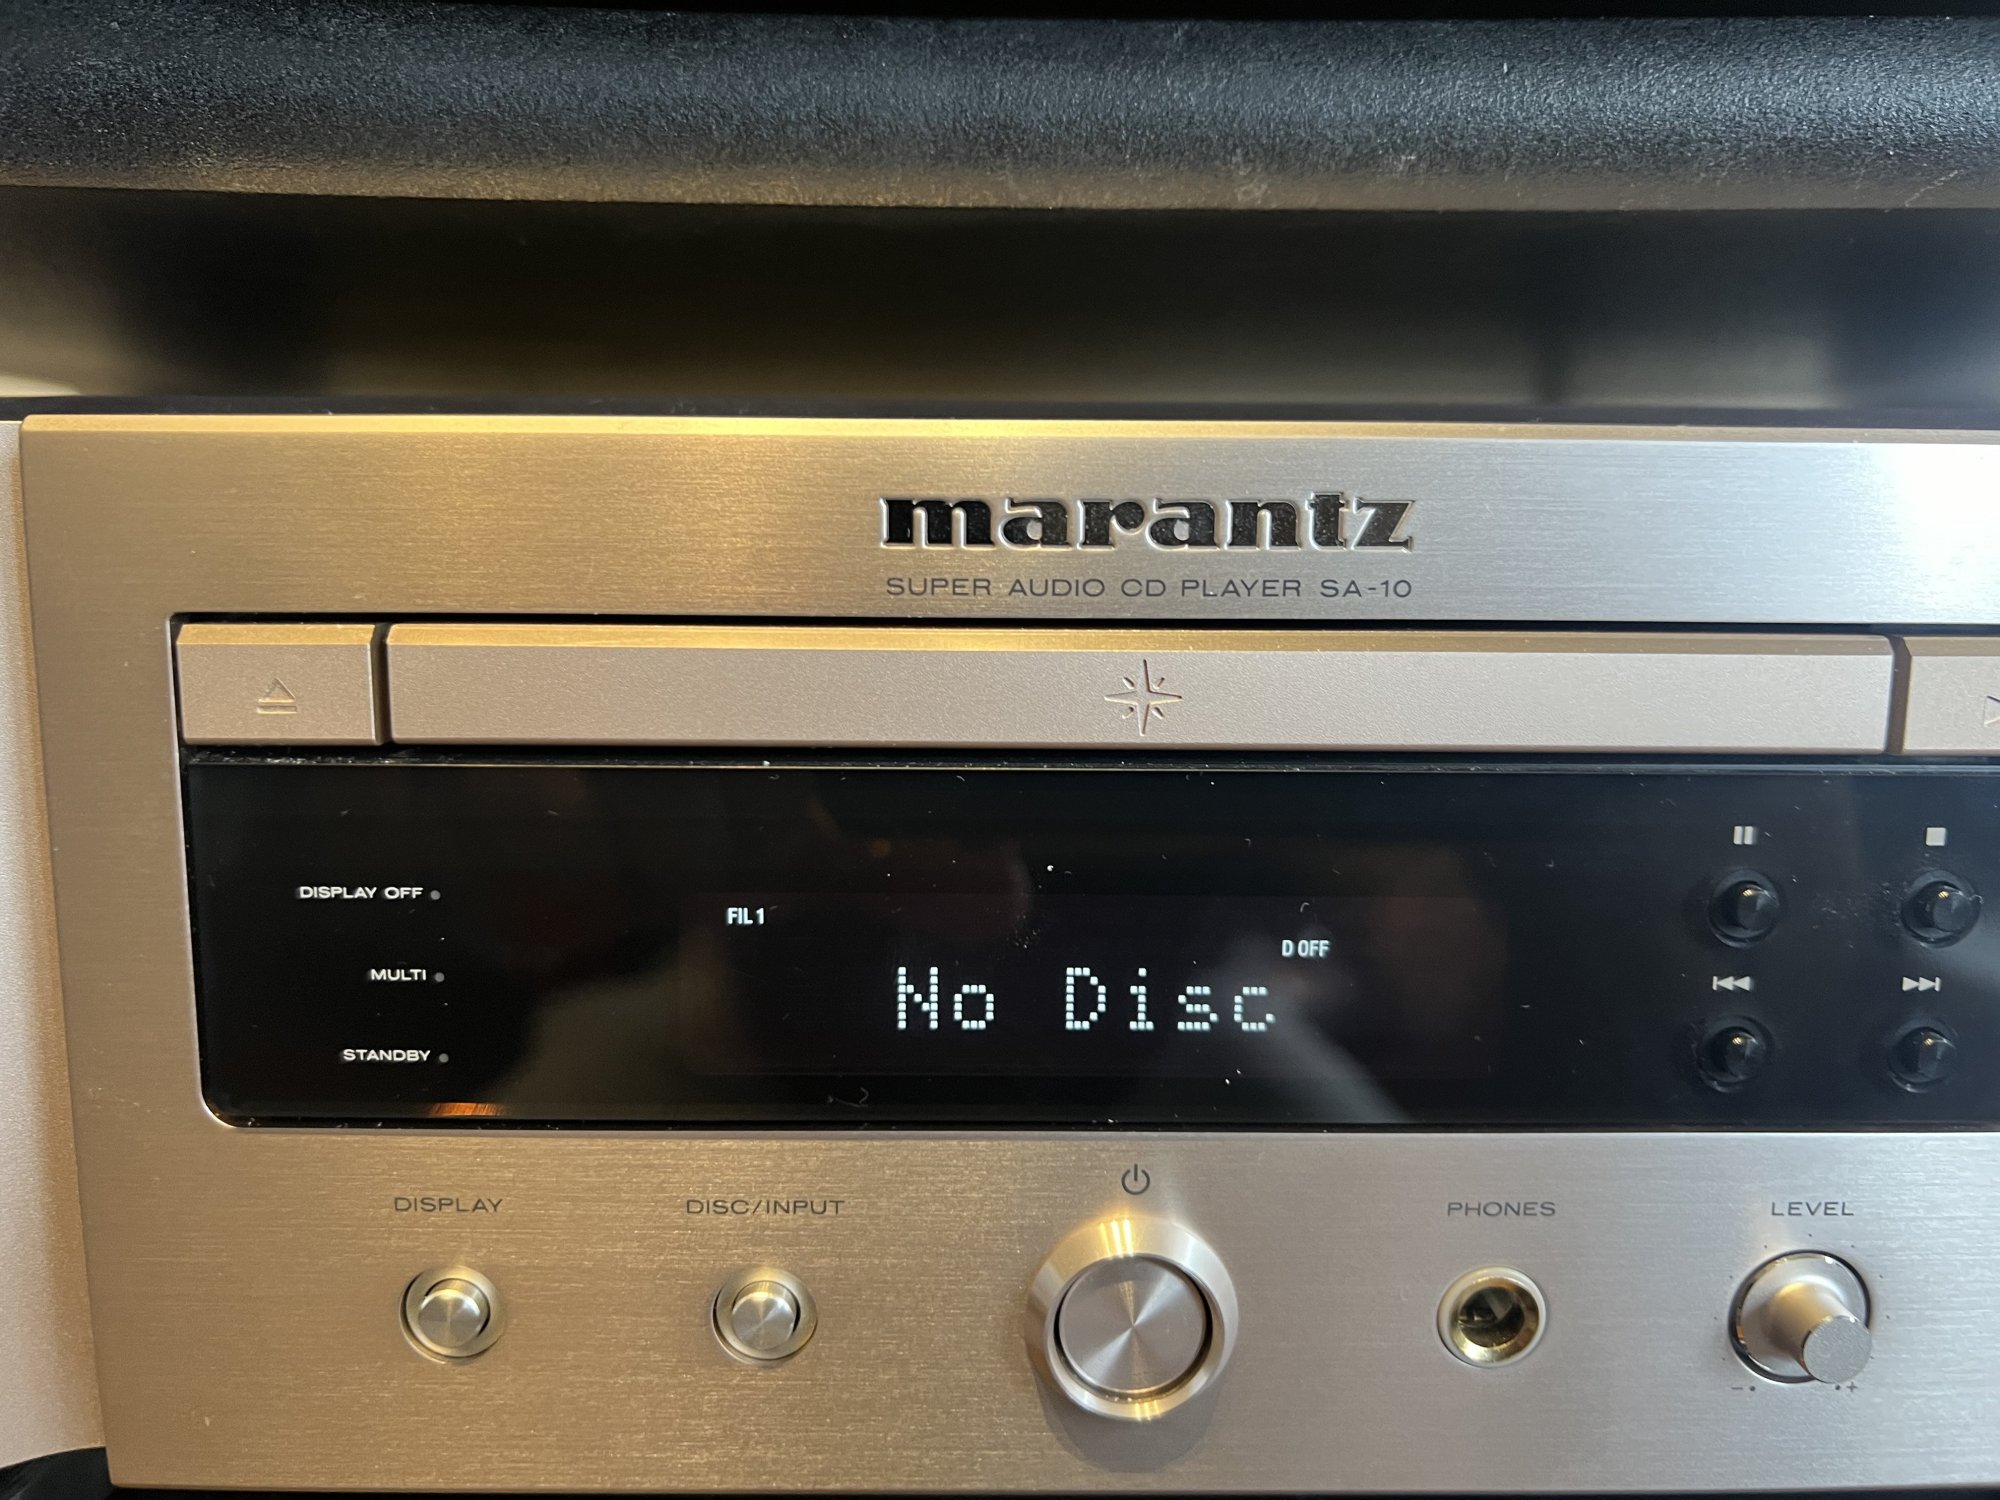 marantz
SUPER AUDIO CD PLAYER SA-10
DISPLAY OFF
FIL 1
D OFF
MULTI
No Disc
STANDBY
DISPLAY
DISC/INPUT
PHONES
LEVEL
- +